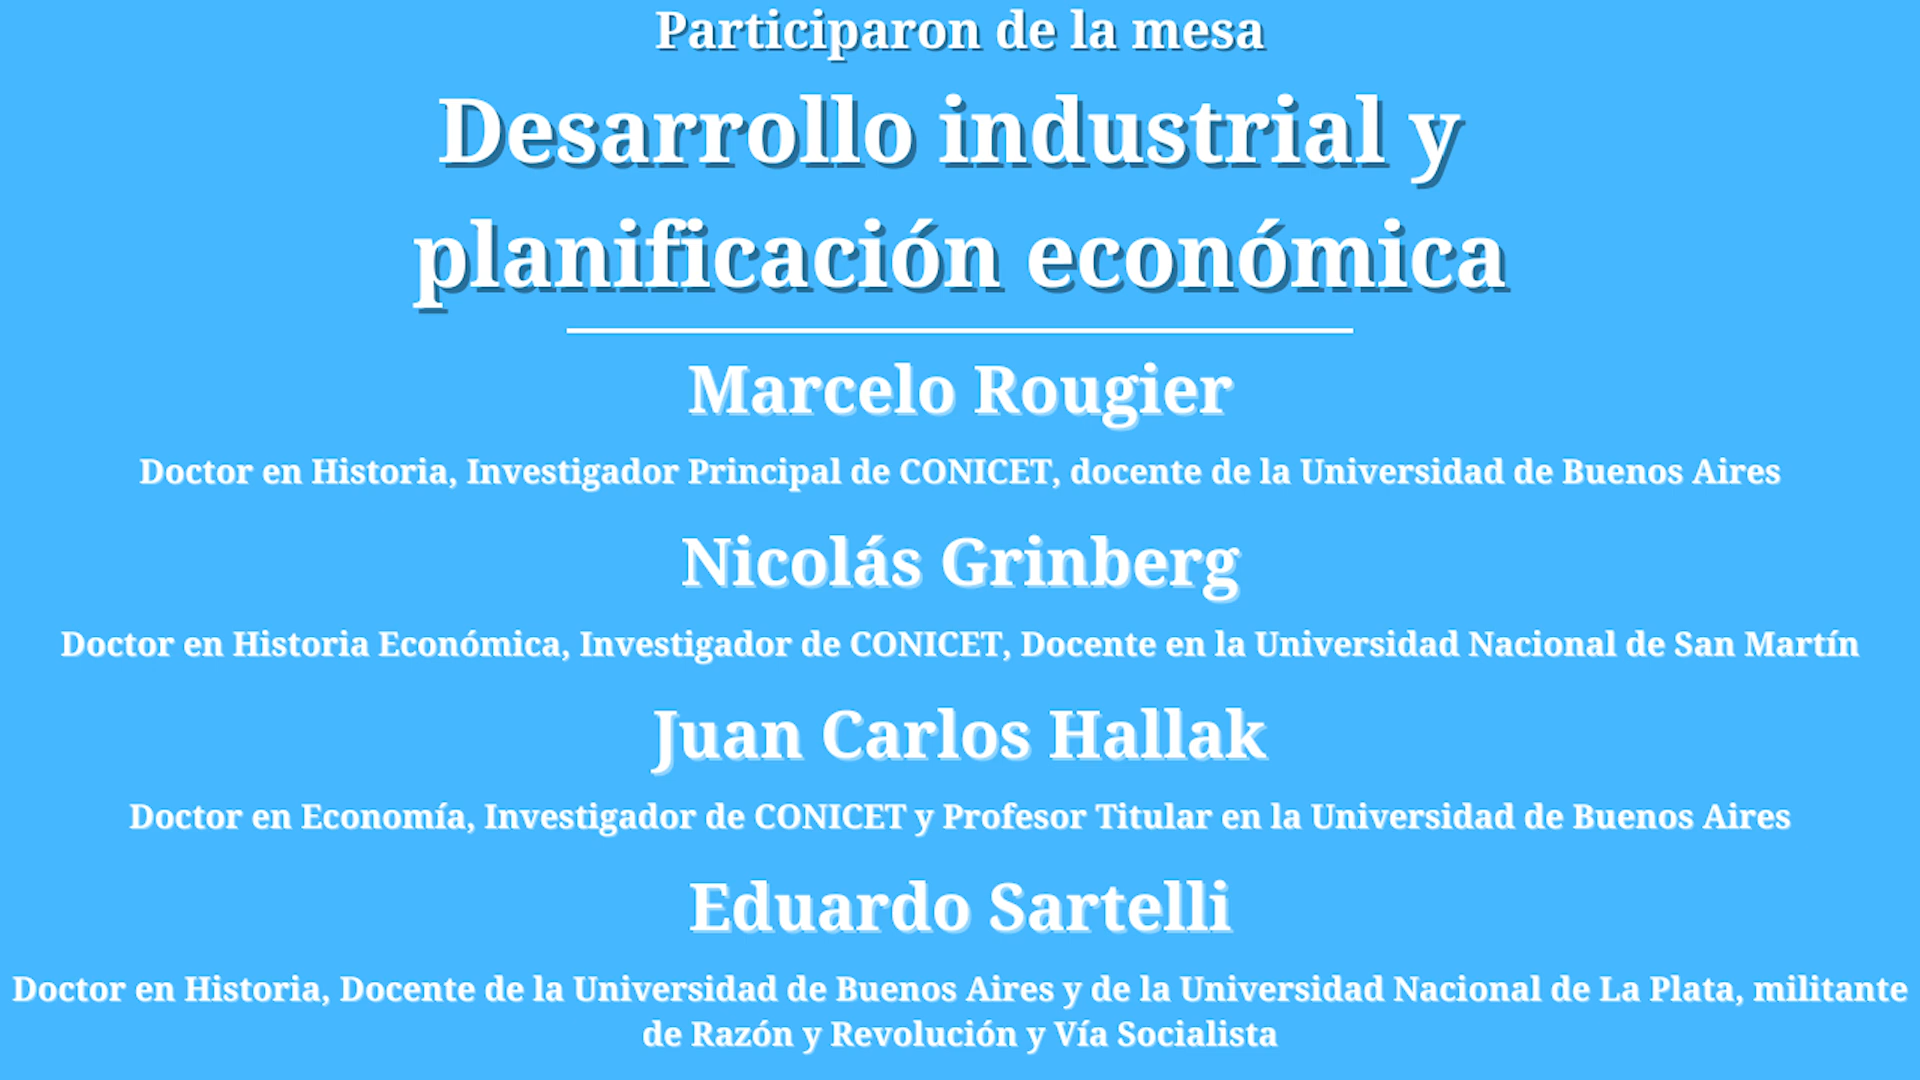 Participaron de la mesa
Desarrollo industrial y
planificación económica
Marcelo Rougier
Doctor en Historia, Investigador Principal de CONICET, docente de la Universidad de Buenos Aires
Nicolás Grinberg
Doctor en Historia Económica, Investigador de CONICET, Docente en la Universidad Nacional de San Martín
Juan Carlos Hallak
Doctor en Economía, Investigador de CONICET y Profesor Titular en la Universidad de Buenos Aires
Eduardo Sartelli
Doctor en Historia, Docente de la Universidad de Buenos Aires y de la Universidad Nacional de La Plata, militante
de Razón y Revolución y Vía Socialista